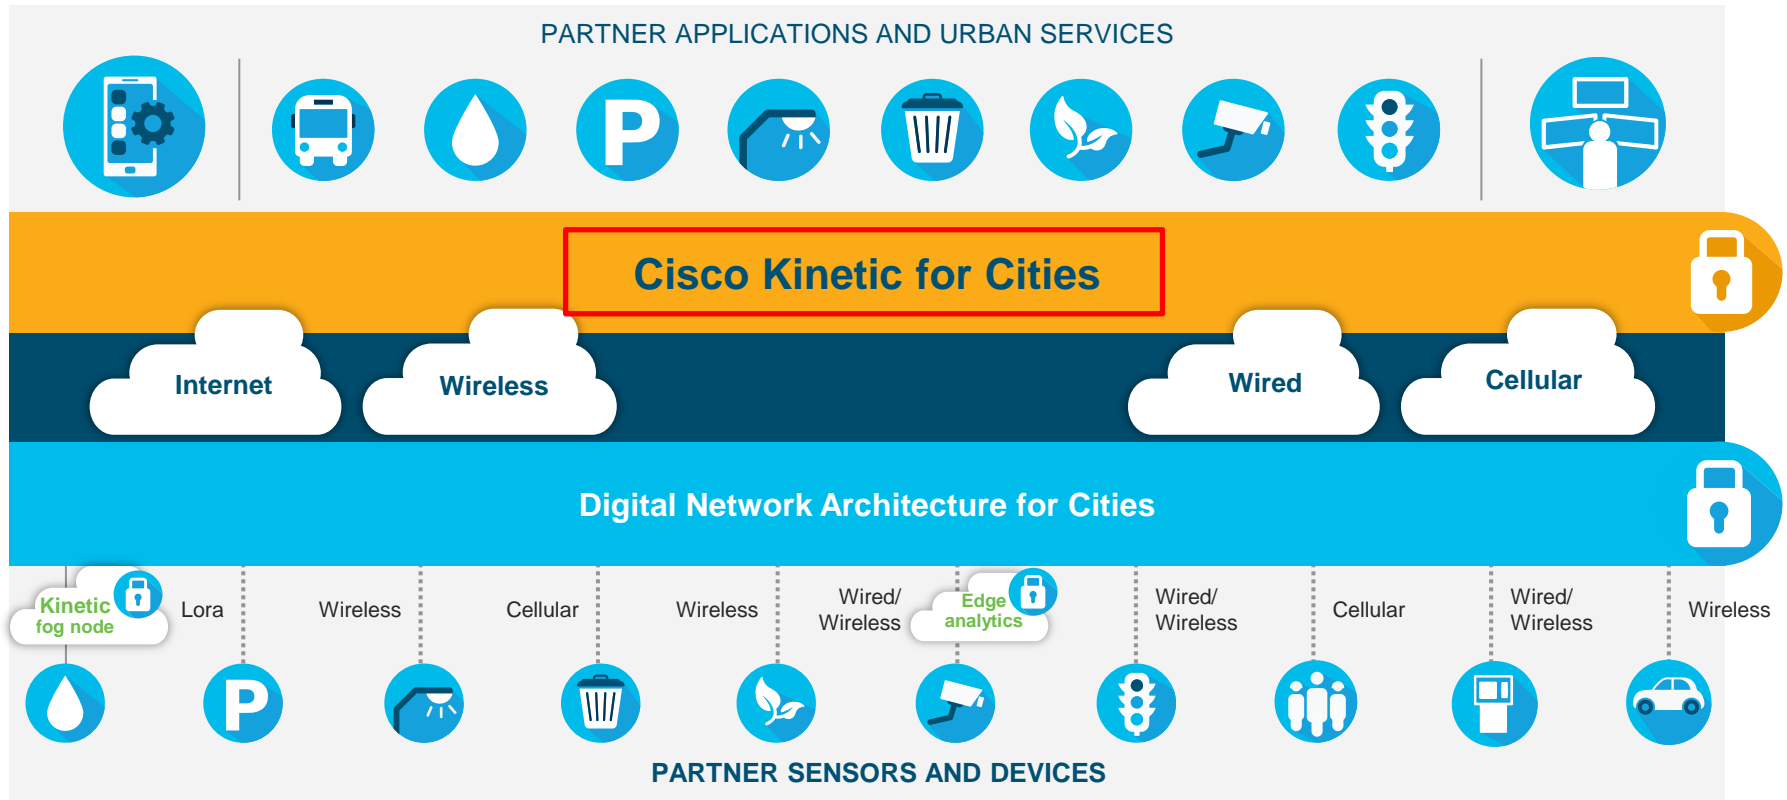 PARTNER APPLICATIONS AND URBAN SERVICES
P
Cisco Kinetic for Cities
Internet
Wireless
Wired
Cellular
Digital Network Architecture for Cities
Kinetic
fog node
Lora
Wireless
Cellular
Wireless
Wired/
Wireless
Edge
analytics
Wired/
Wireless
Cellular
Wired/
Wireless
Wireless
P
PARTNER SENSORS AND DEVICES